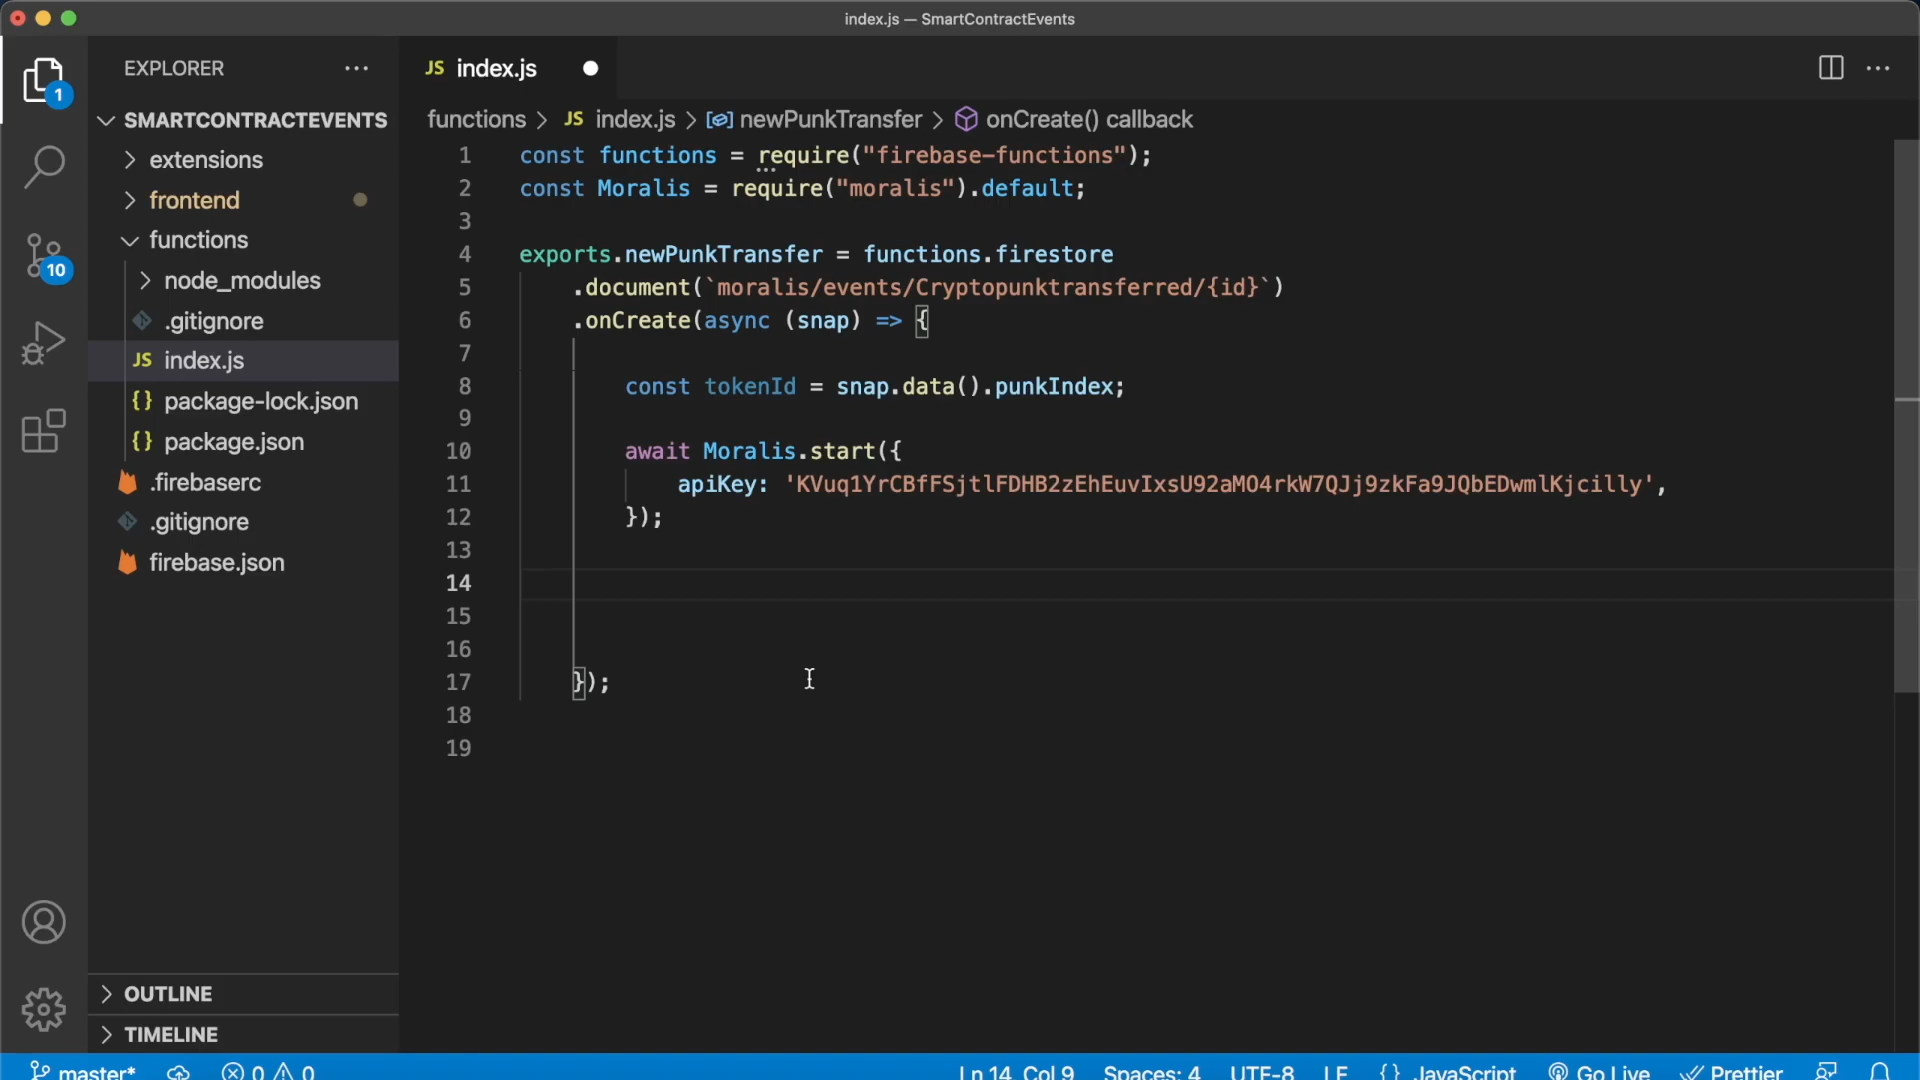 index.js — SmartContractEvents
EXPLORER
1
SMARTCONTRACTEVENTS
extensions
frontend
functions
node_modules
.gitignore
JS index.js
{} package-lock.json
{} package.json
.firebaserc
.gitignore
firebase.json
10
OUTLINE
TIMELINE
JS index.js
functions > JS index.js > newPunkTransfer > onCreate() callback
1 const functions = require("firebase-functions");
2 const Moralis = require("moralis").default;
3
4 exports.newPunkTransfer = functions.firestore
5 .document(`moralis/events/Cryptopunktransferred/{id}`)
6 .onCreate(async (snap) => {
7
8 const tokenId = snap.data().punkIndex;
9
10 await Moralis.start({
11 apiKey: 'KVuq1YrCBfFSjtlFDHB2zEhEuvIxsU92aMO4rkW7QJj9zkFa9JQbEDwmlKjcilly',
12 });
13
14
15
16
17 });
18
19
master* 0 0 Ln 14, Col 9 Spaces: 4 UTF-8 LF {} JavaScript Go Live Prettier